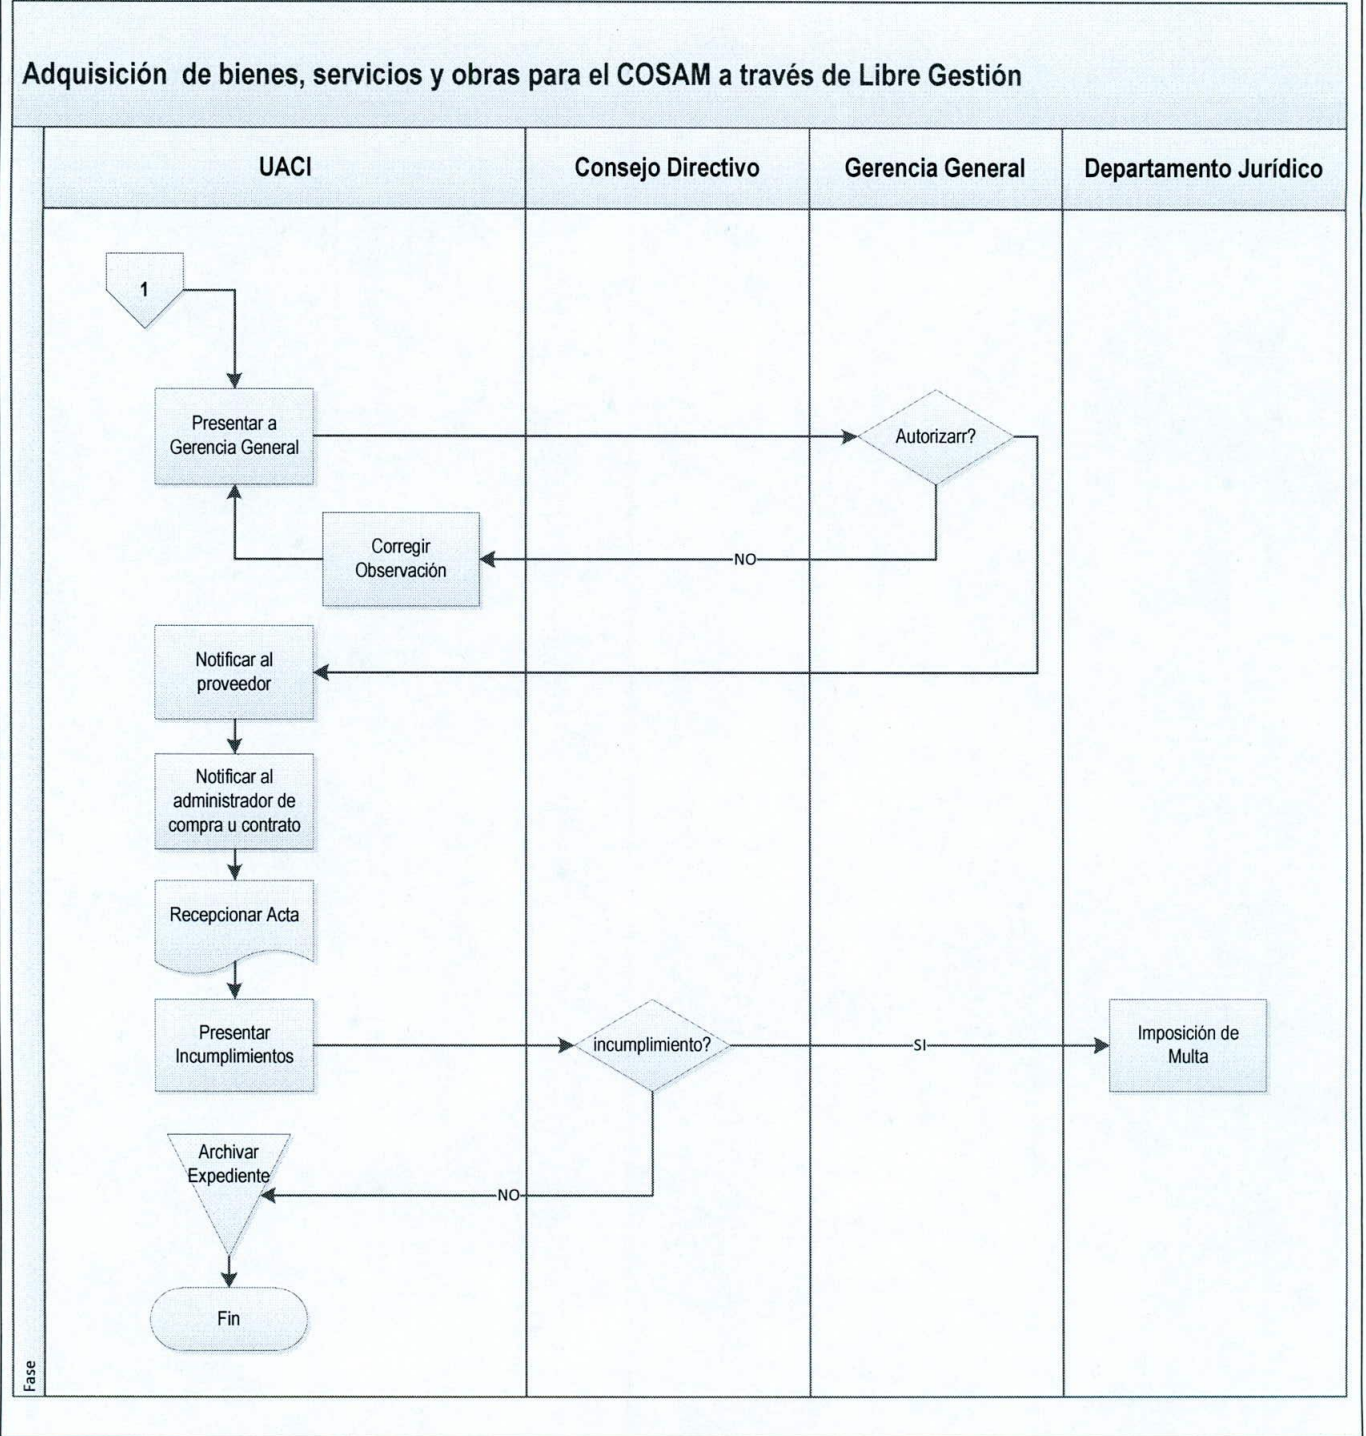 Adquisición de bienes, servicios y obras para el COSAM a través de Libre Gestión
UACI
Consejo Directivo
Gerencia General
Departamento Jurídico
1
Presentar a
Gerencia General
Autorizarr?
Corregir
Observación
NO
Notificar al
proveedor
Notificar al
administrador de
compra u contrato
Recepcionar Acta
Presentar
Incumplimientos
incumplimiento?
SI
Imposición de
Multa
Archivar
Expediente
NO
Fin
Fase